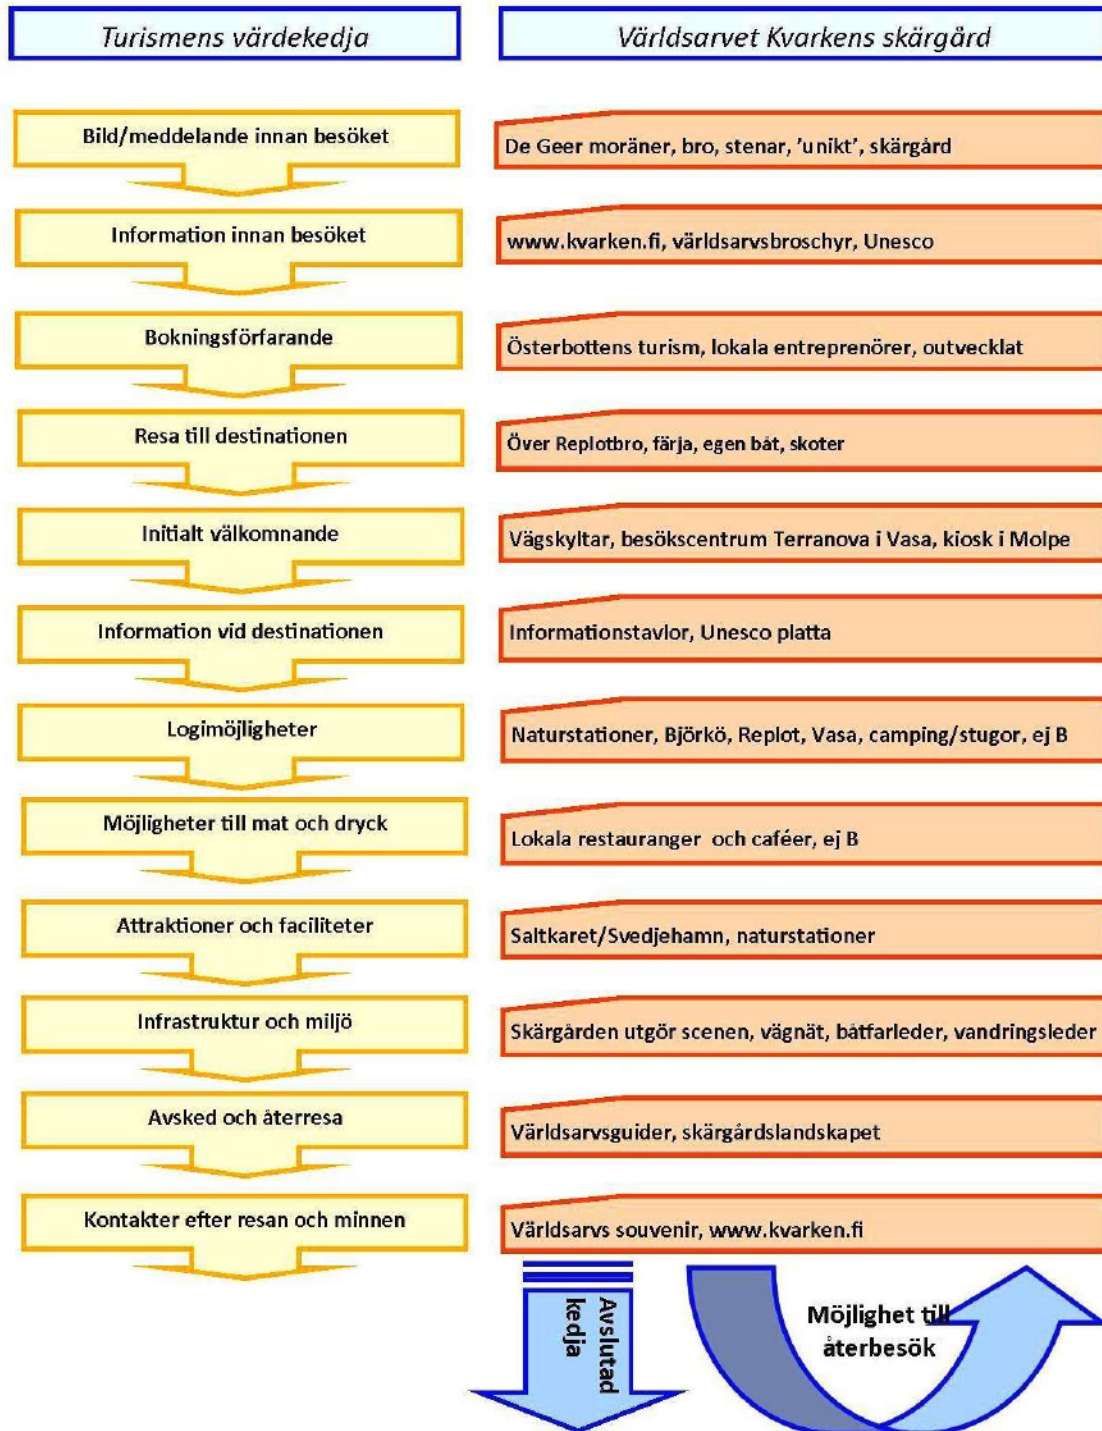 Turismens värdekedja
Världsarvet Kvarkens skärgård
Bild/meddelande innan besöket
De Geer moräner, bro, stenar, ’unikt’, skärgård
Information innan besöket
www.kvarken.fi, världsarvsbroschyr, Unesco
Bokningsförfarande
Österbottens turism, lokala entreprenörer, outvecklat
Resa till destinationen
Över Replotbro, färja, egen båt, skoter
Initialt välkomnande
Vägskyltar, besökscentrum Terranova i Vasa, kiosk i Molpe
Information vid destinationen
Informationstavlor, Unesco platta
Logimöjligheter
Naturstationer, Björkö, Replot, Vasa, camping/stugor, ej B
Möjligheter till mat och dryck
Lokala restauranger och caféer, ej B
Attraktioner och faciliteter
Saltkaret/Svedjehamn, naturstationer
Infrastruktur och miljö
Skärgården utgör scenen, vägnät, båtfarleder, vandringsleder
Avsked och återresa
Världsarvsguider, skärgårdslandskapet
Kontakter efter resan och minnen
Världsarvs souvenir, www.kvarken.fi
Avslutad
kedja
Möjlighet till
återbesök